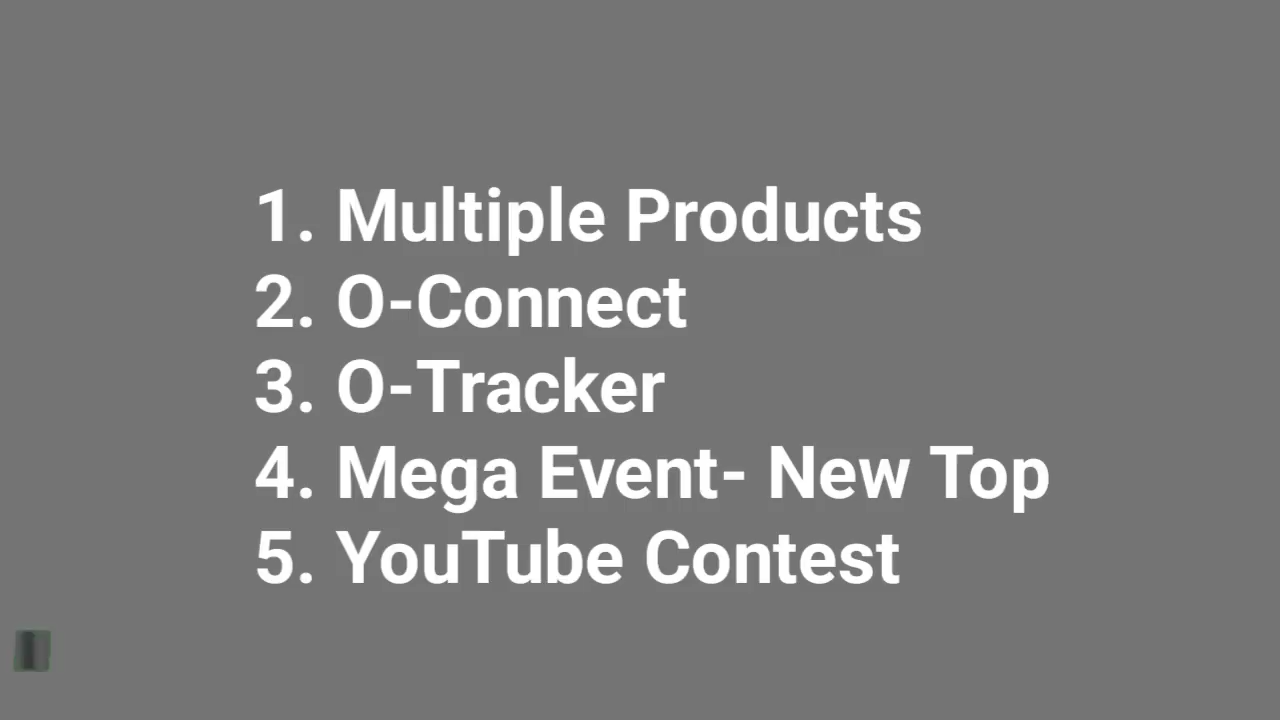 1. Multiple Products
2. O-Connect
3. O-Tracker
4. Mega Event- New Top
5. YouTube Contest